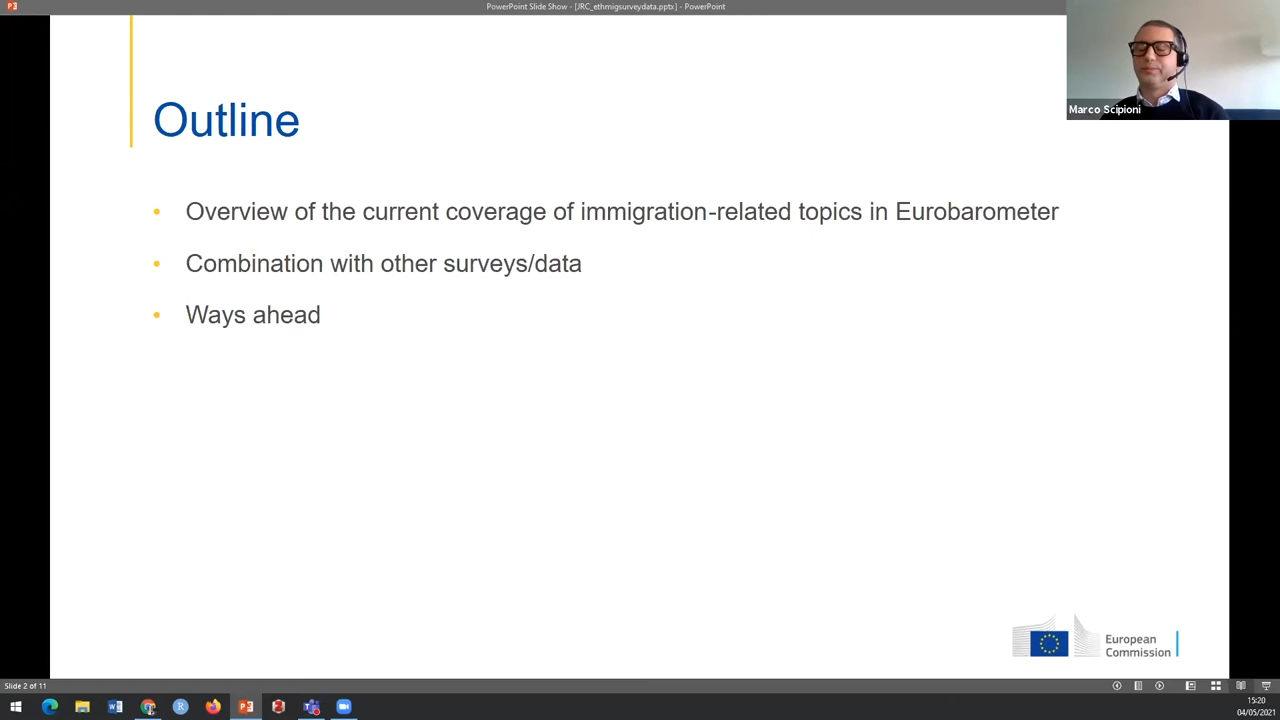 PowerPoint Slide Show - [JRC_ethmigsurveydata.pptx] - PowerPoint
Marco Scipioni
Outline
• Overview of the current coverage of immigration-related topics in Eurobarometer
• Combination with other surveys/data
• Ways ahead
European
Commission
Slide 2 of 11
15:20
04/05/2021